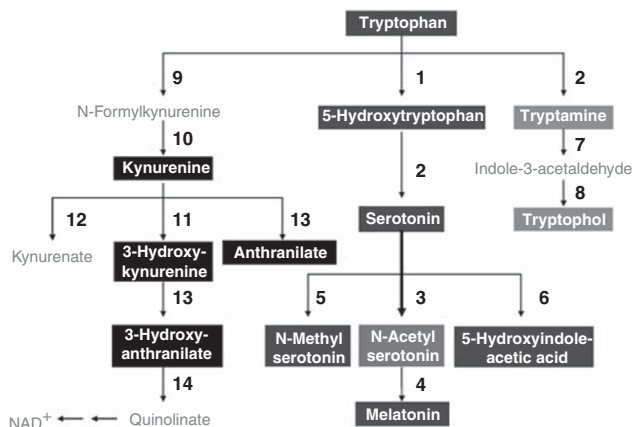 Tryptophan
9
1
2
N-Formylkynurenine
5-Hydroxytryptophan
Tryptamine
10
2
7
Kynurenine
Indole-3-acetaldehyde
8
12
11
13
Serotonin
Tryptophol
Kynurenate
3-Hydroxy-
kynurenine
Anthranilate
13
5
3
6
3-Hydroxy-
anthranilate
N-Methyl
serotonin
N-Acetyl
serotonin
5-Hydroxyindole-
acetic acid
14
4
NAD+
Quinolinate
Melatonin